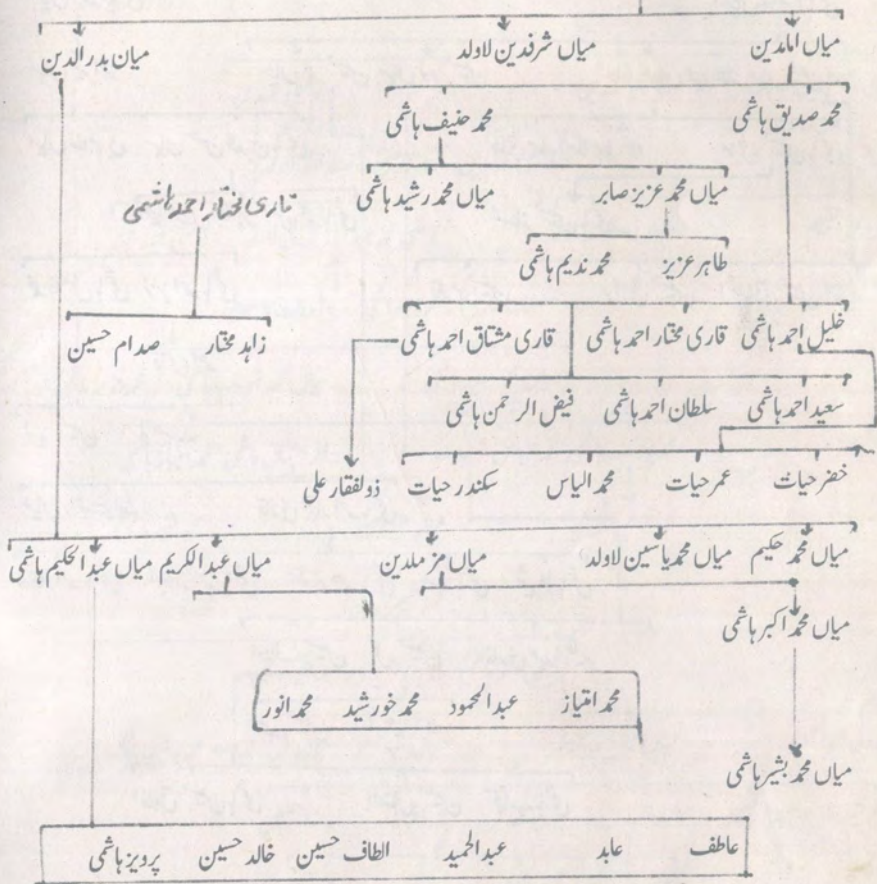 میاں امامدین میاں شرفدین لاولد میان بدرالدین
محمد صدیق ہاشمی محمد حنیف ہاشمی
میاں محمد عزیز صابر میاں محمد رشید ہاشمی
قاری مختار احمد ہاشمی
طاہر عزیز محمد ندیم ہاشمی
خلیل احمد ہاشمی قاری مختار احمد ہاشمی قاری مشتاق احمد ہاشمی
زاہد مختار صدام حسین
سعید احمد ہاشمی سلطان احمد ہاشمی فیض الرحمن ہاشمی
خضر حیات عمر حیات محمد الیاس سکندر حیات ذولفقار علی
میاں محمد حکیم میاں محمد یاسین لاولد میاں مزملدین میاں عبدالکریم میاں عبدالحکیم ہاشمی
میاں محمد اکبر ہاشمی
محمد امتیاز عبدالمحمود محمد خورشید محمد انور
میاں محمد بشیر ہاشمی
عاطف عابد عبدالحمید الطاف حسین خالد حسین پرویز ہاشمی